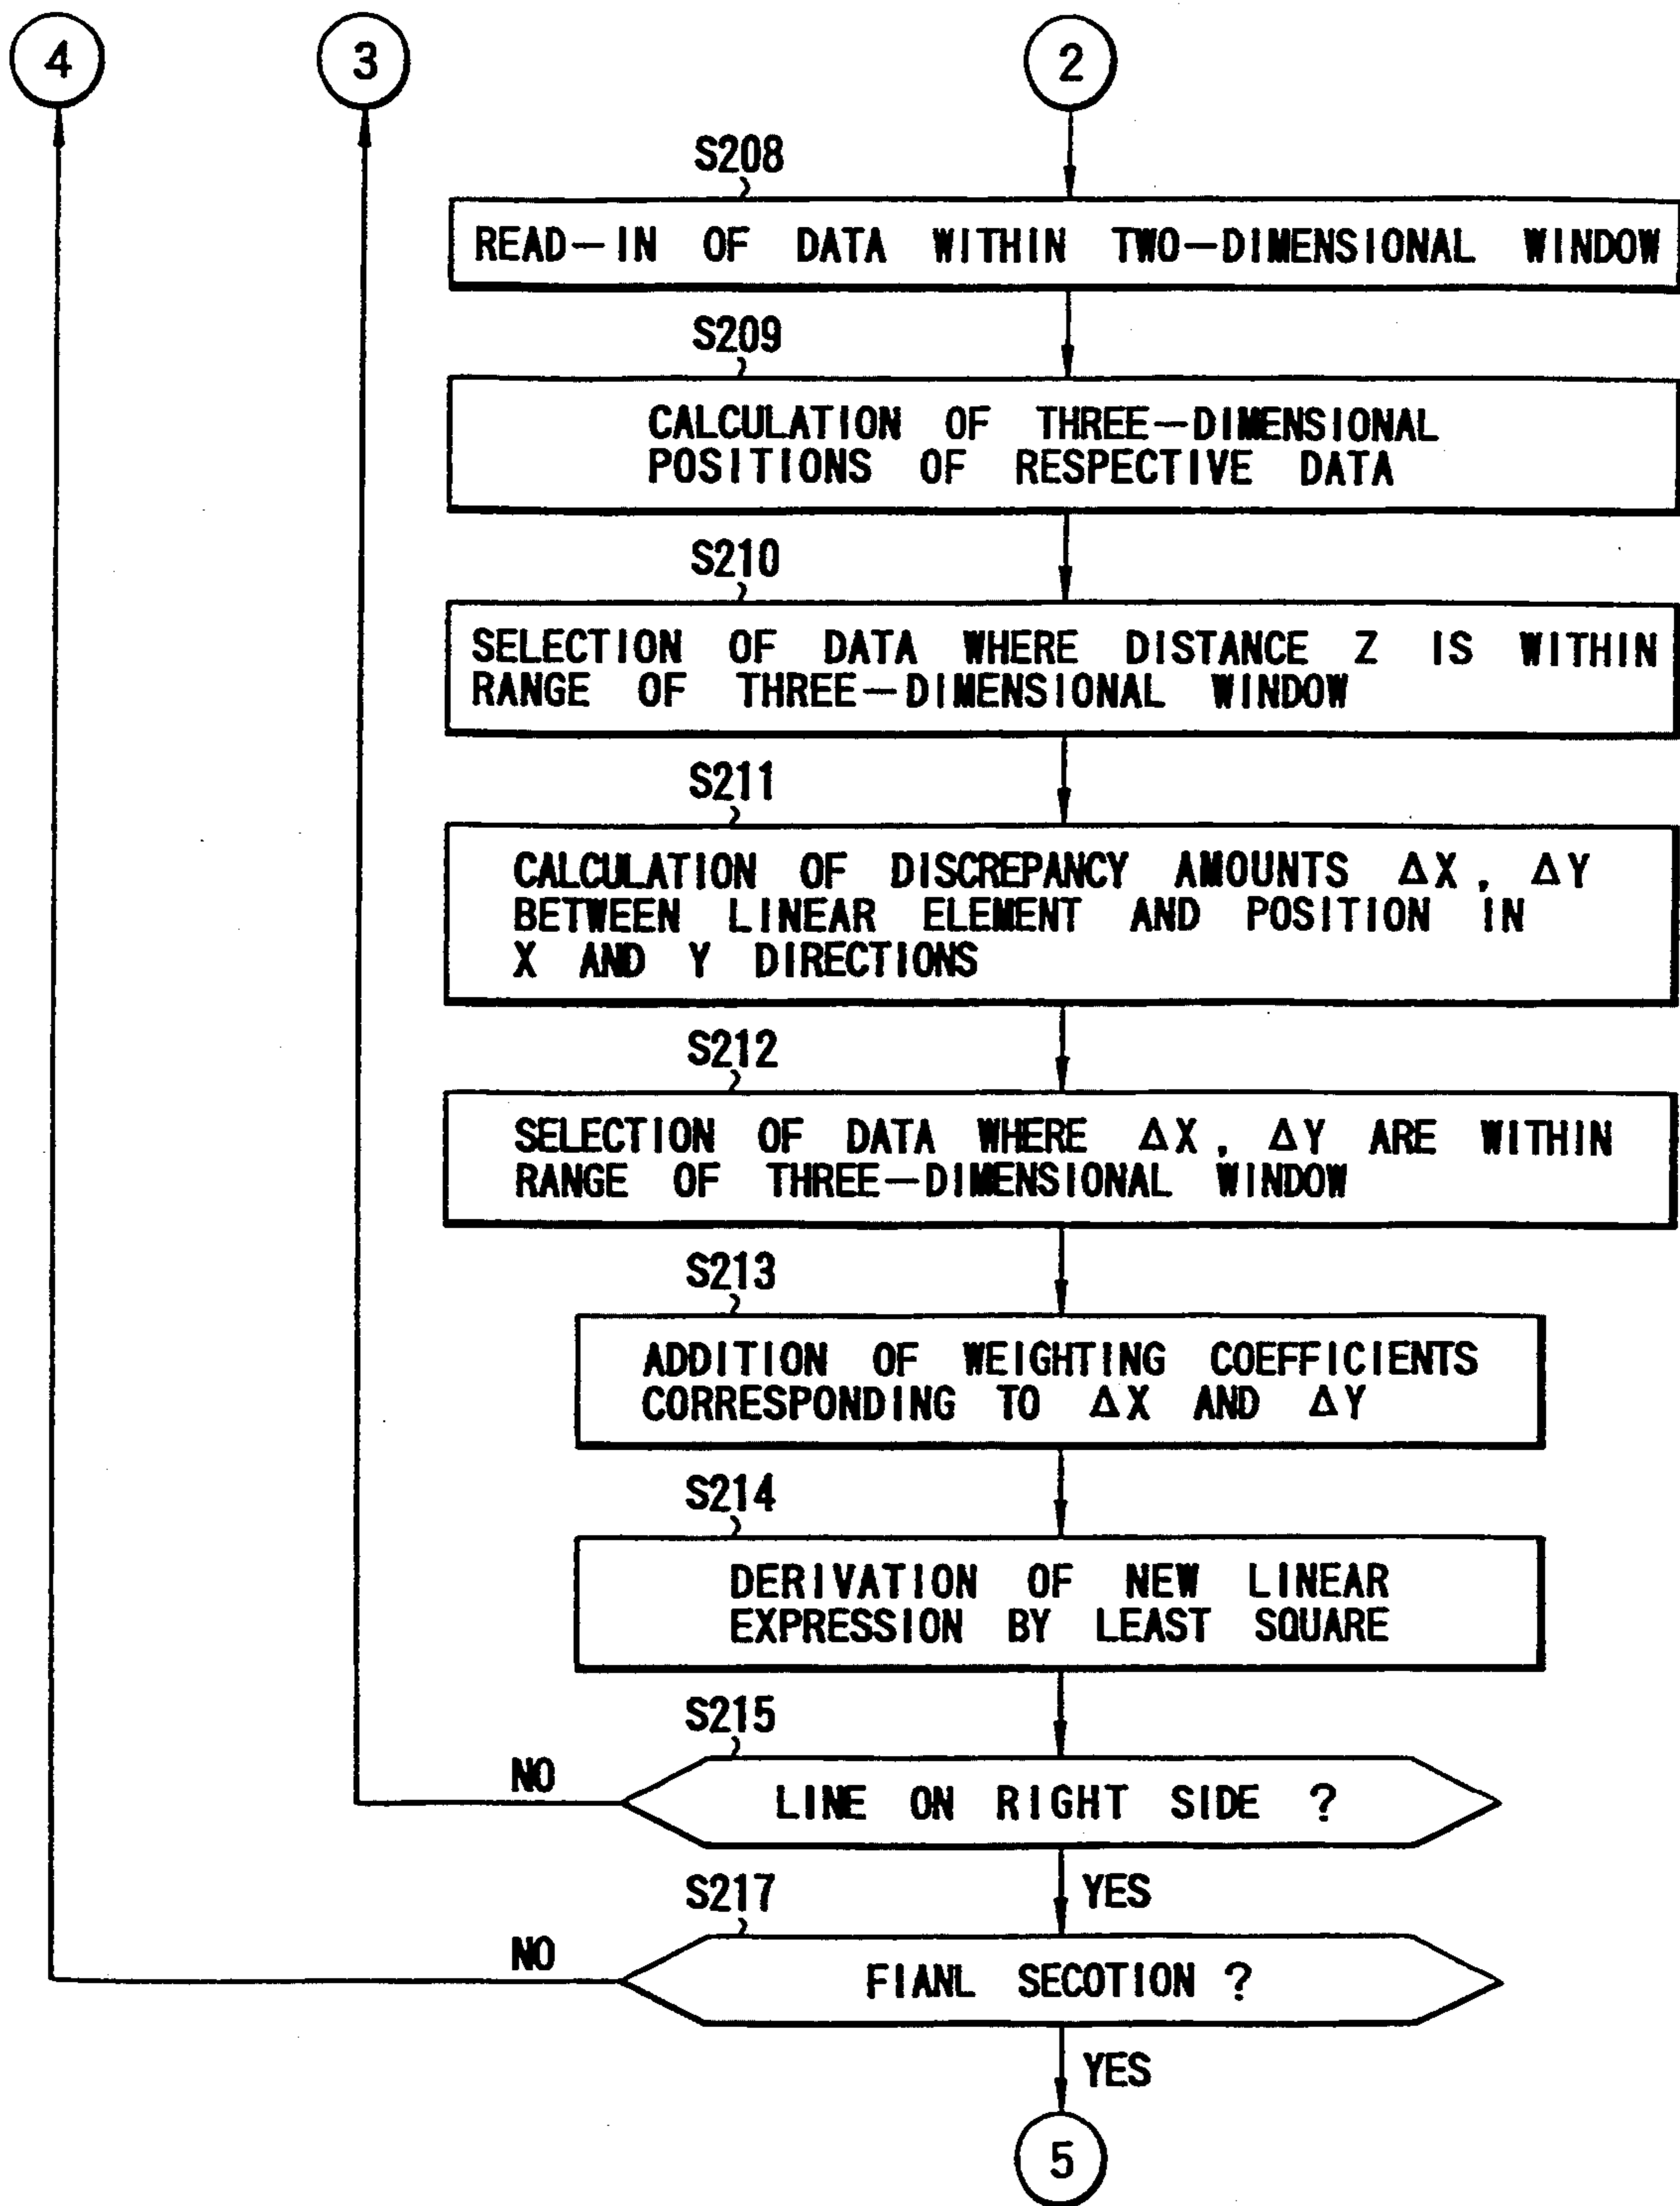 4
3
2
S208
READ-IN OF DATA WITHIN TWO-DIMENSIONAL WINDOW
S209
CALCULATION OF THREE-DIMENSIONAL
POSITIONS OF RESPECTIVE DATA
S210
SELECTION OF DATA WHERE DISTANCE Z IS WITHIN
RANGE OF THREE-DIMENSIONAL WINDOW
S211
CALCULATION OF DISCREPANCY AMOUNTS ΔX, ΔY
BETWEEN LINEAR ELEMENT AND POSITION IN
X AND Y DIRECTIONS
S212
SELECTION OF DATA WHERE ΔX, ΔY ARE WITHIN
RANGE OF THREE-DIMENSIONAL WINDOW
S213
ADDITION OF WEIGHTING COEFFICIENTS
CORRESPONDING TO ΔX AND ΔY
S214
DERIVATION OF NEW LINEAR
EXPRESSION BY LEAST SQUARE
S215
NO
LINE ON RIGHT SIDE ?
YES
S217
NO
FIANL SECOTION ?
YES
5